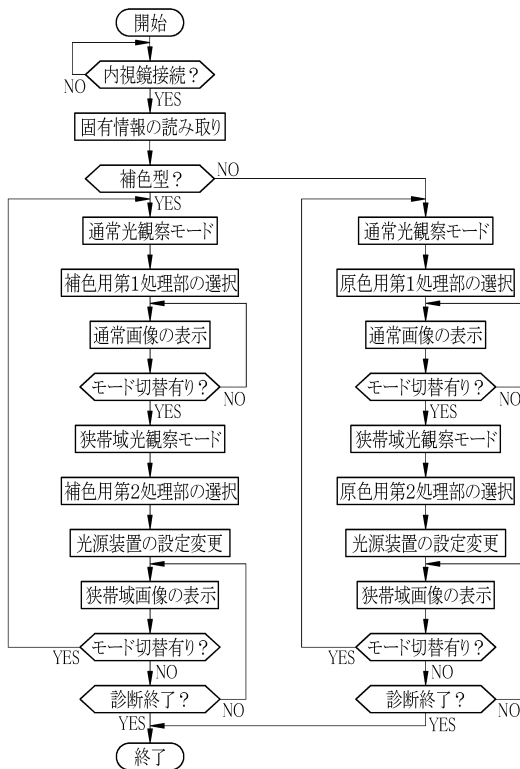 開始
内視鏡接続？
NO
YES
固有情報の読み取り
補色型？
NO
YES
通常光観察モード
補色用第1処理部の選択
通常画像の表示
モード切替有り？
NO
YES
狭帯域光観察モード
補色用第2処理部の選択
光源装置の設定変更
狭帯域画像の表示
モード切替有り？
YES
NO
診断終了？
NO
YES
通常光観察モード
原色用第1処理部の選択
通常画像の表示
モード切替有り？
NO
YES
狭帯域光観察モード
原色用第2処理部の選択
光源装置の設定変更
狭帯域画像の表示
モード切替有り？
YES
NO
診断終了？
NO
YES
終了